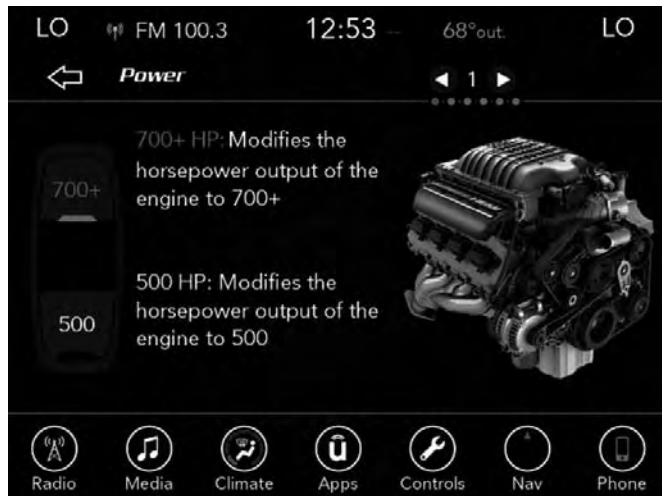 LO FM 100.3 12:53 -- 68°out. LO
Power 1
700+ HP: Modifies the
horsepower output of the
engine to 700+
700+
500 HP: Modifies the
horsepower output of the
engine to 500
500
Radio Media Climate Apps Controls Nav Phone